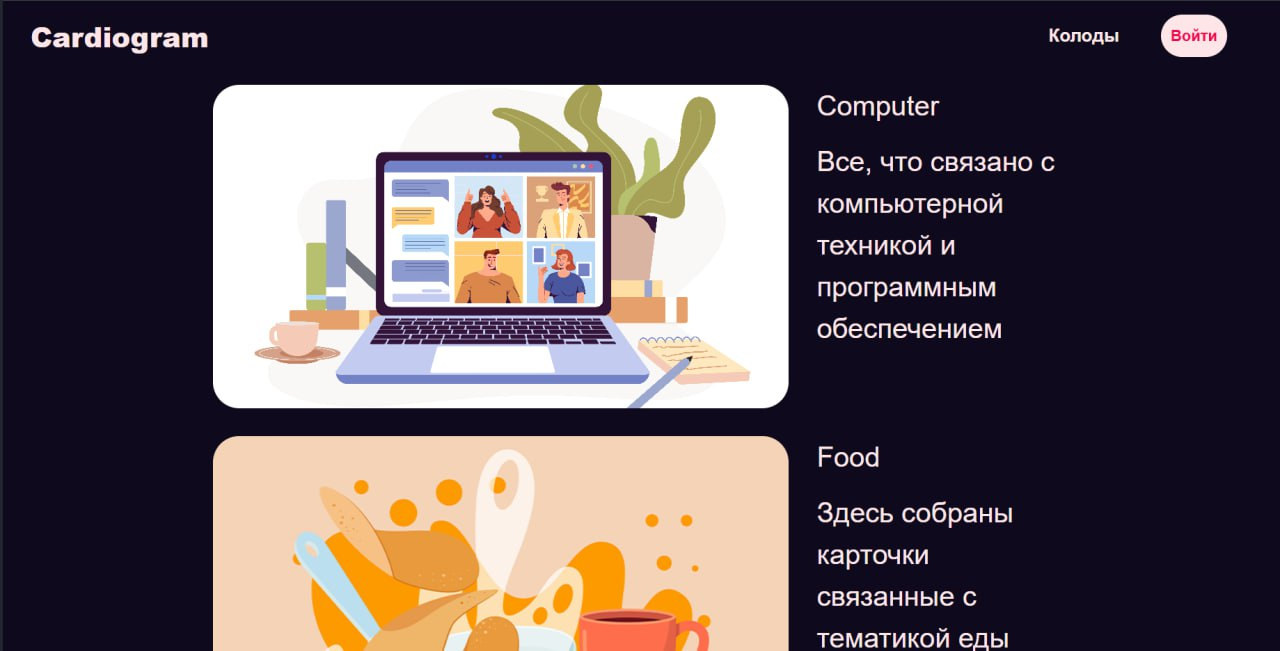 Cardiogram
Колоды
Войти
Computer
Все, что связано с
компьютерной
техникой и
программным
обеспечением
Food
Здесь собраны
карточки
связанные с
тематикой еды